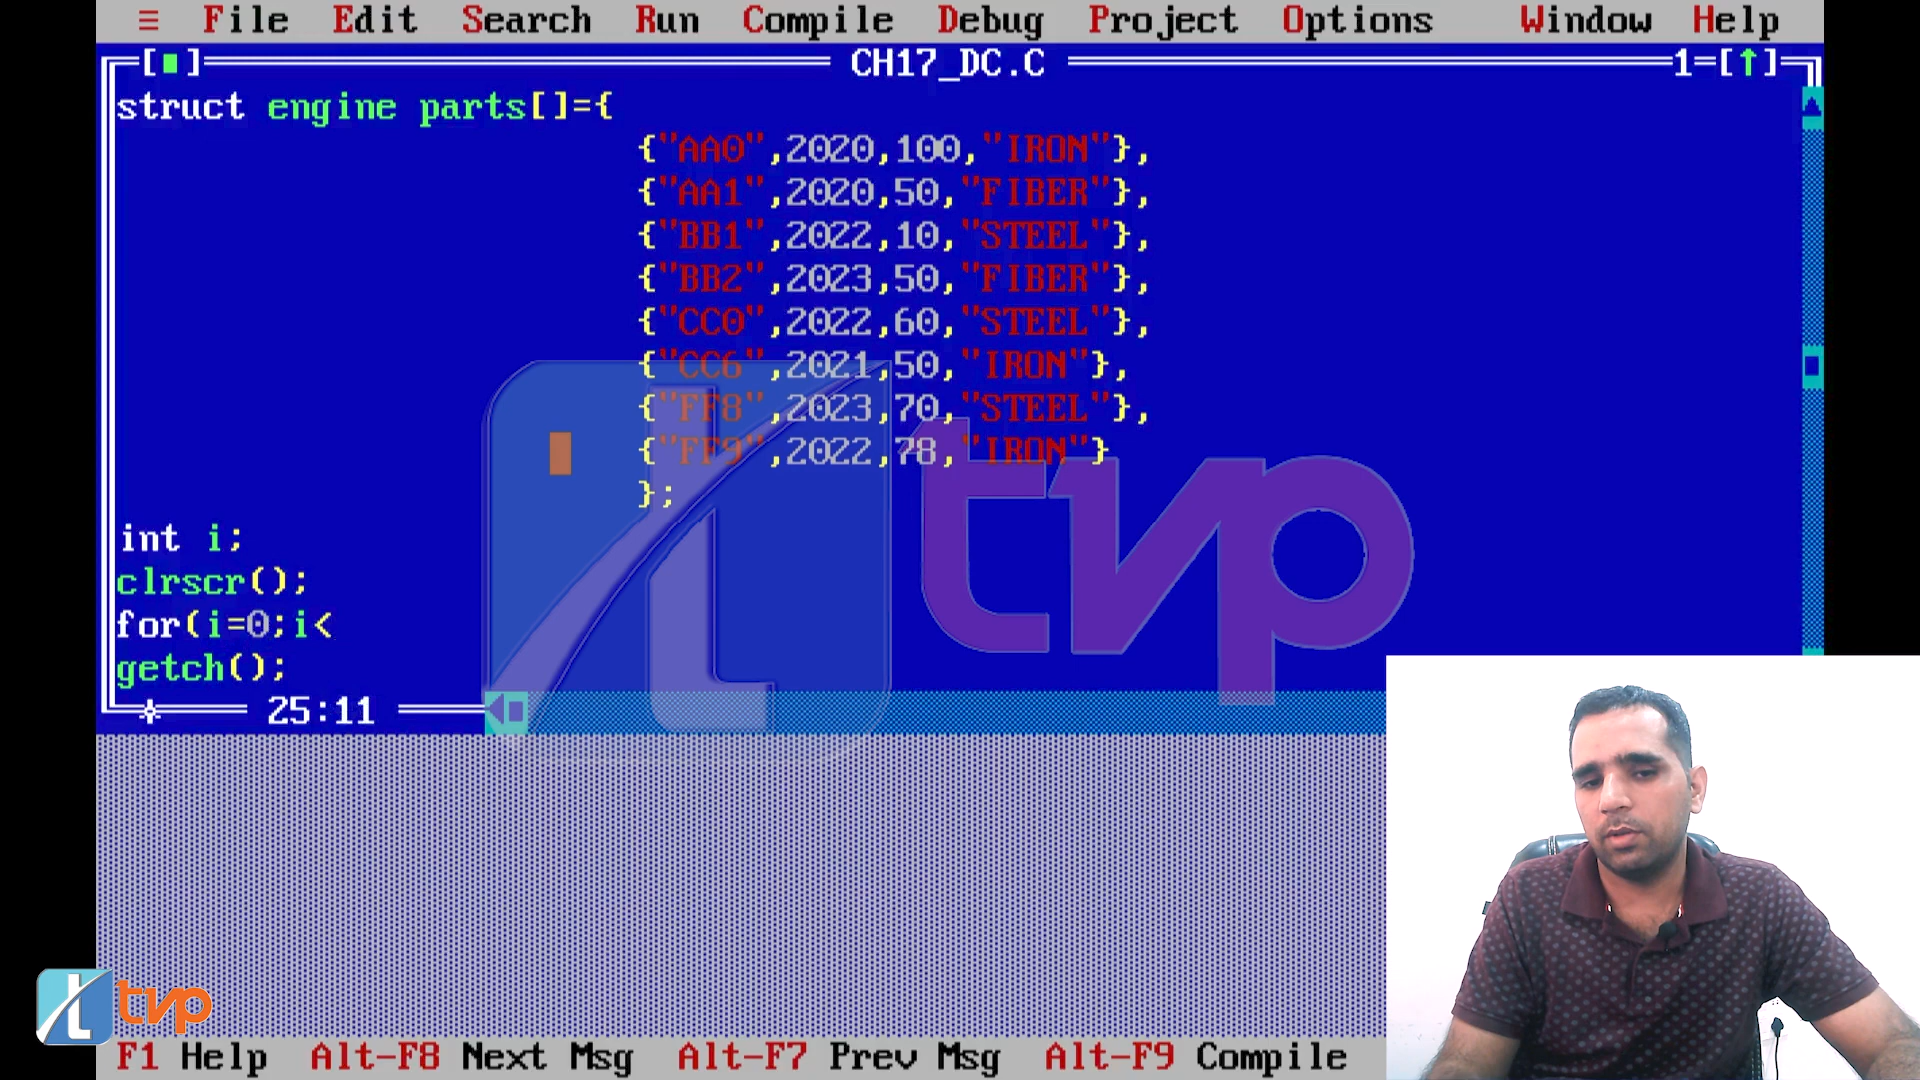 ≡ File Edit Search Run Compile Debug Project Options Window Help
[■] CH17_DC.C 1=[↑]
struct engine parts[]={
{"AA0",2020,100,"IRON"},
{"AA1",2020,50,"FIBER"},
{"BB1",2022,10,"STEEL"},
{"BB2",2023,50,"FIBER"},
{"CC0",2022,60,"STEEL"},
{"CC6",2021,50,"IRON"},
{"FF8",2023,70,"STEEL"},
{"FF9",2022,78,"IRON"}
};
int i;
clrscr();
for(i=0;i<
getch();
25:11
tvp
tvp
F1 Help Alt-F8 Next Msg Alt-F7 Prev Msg Alt-F9 Compile